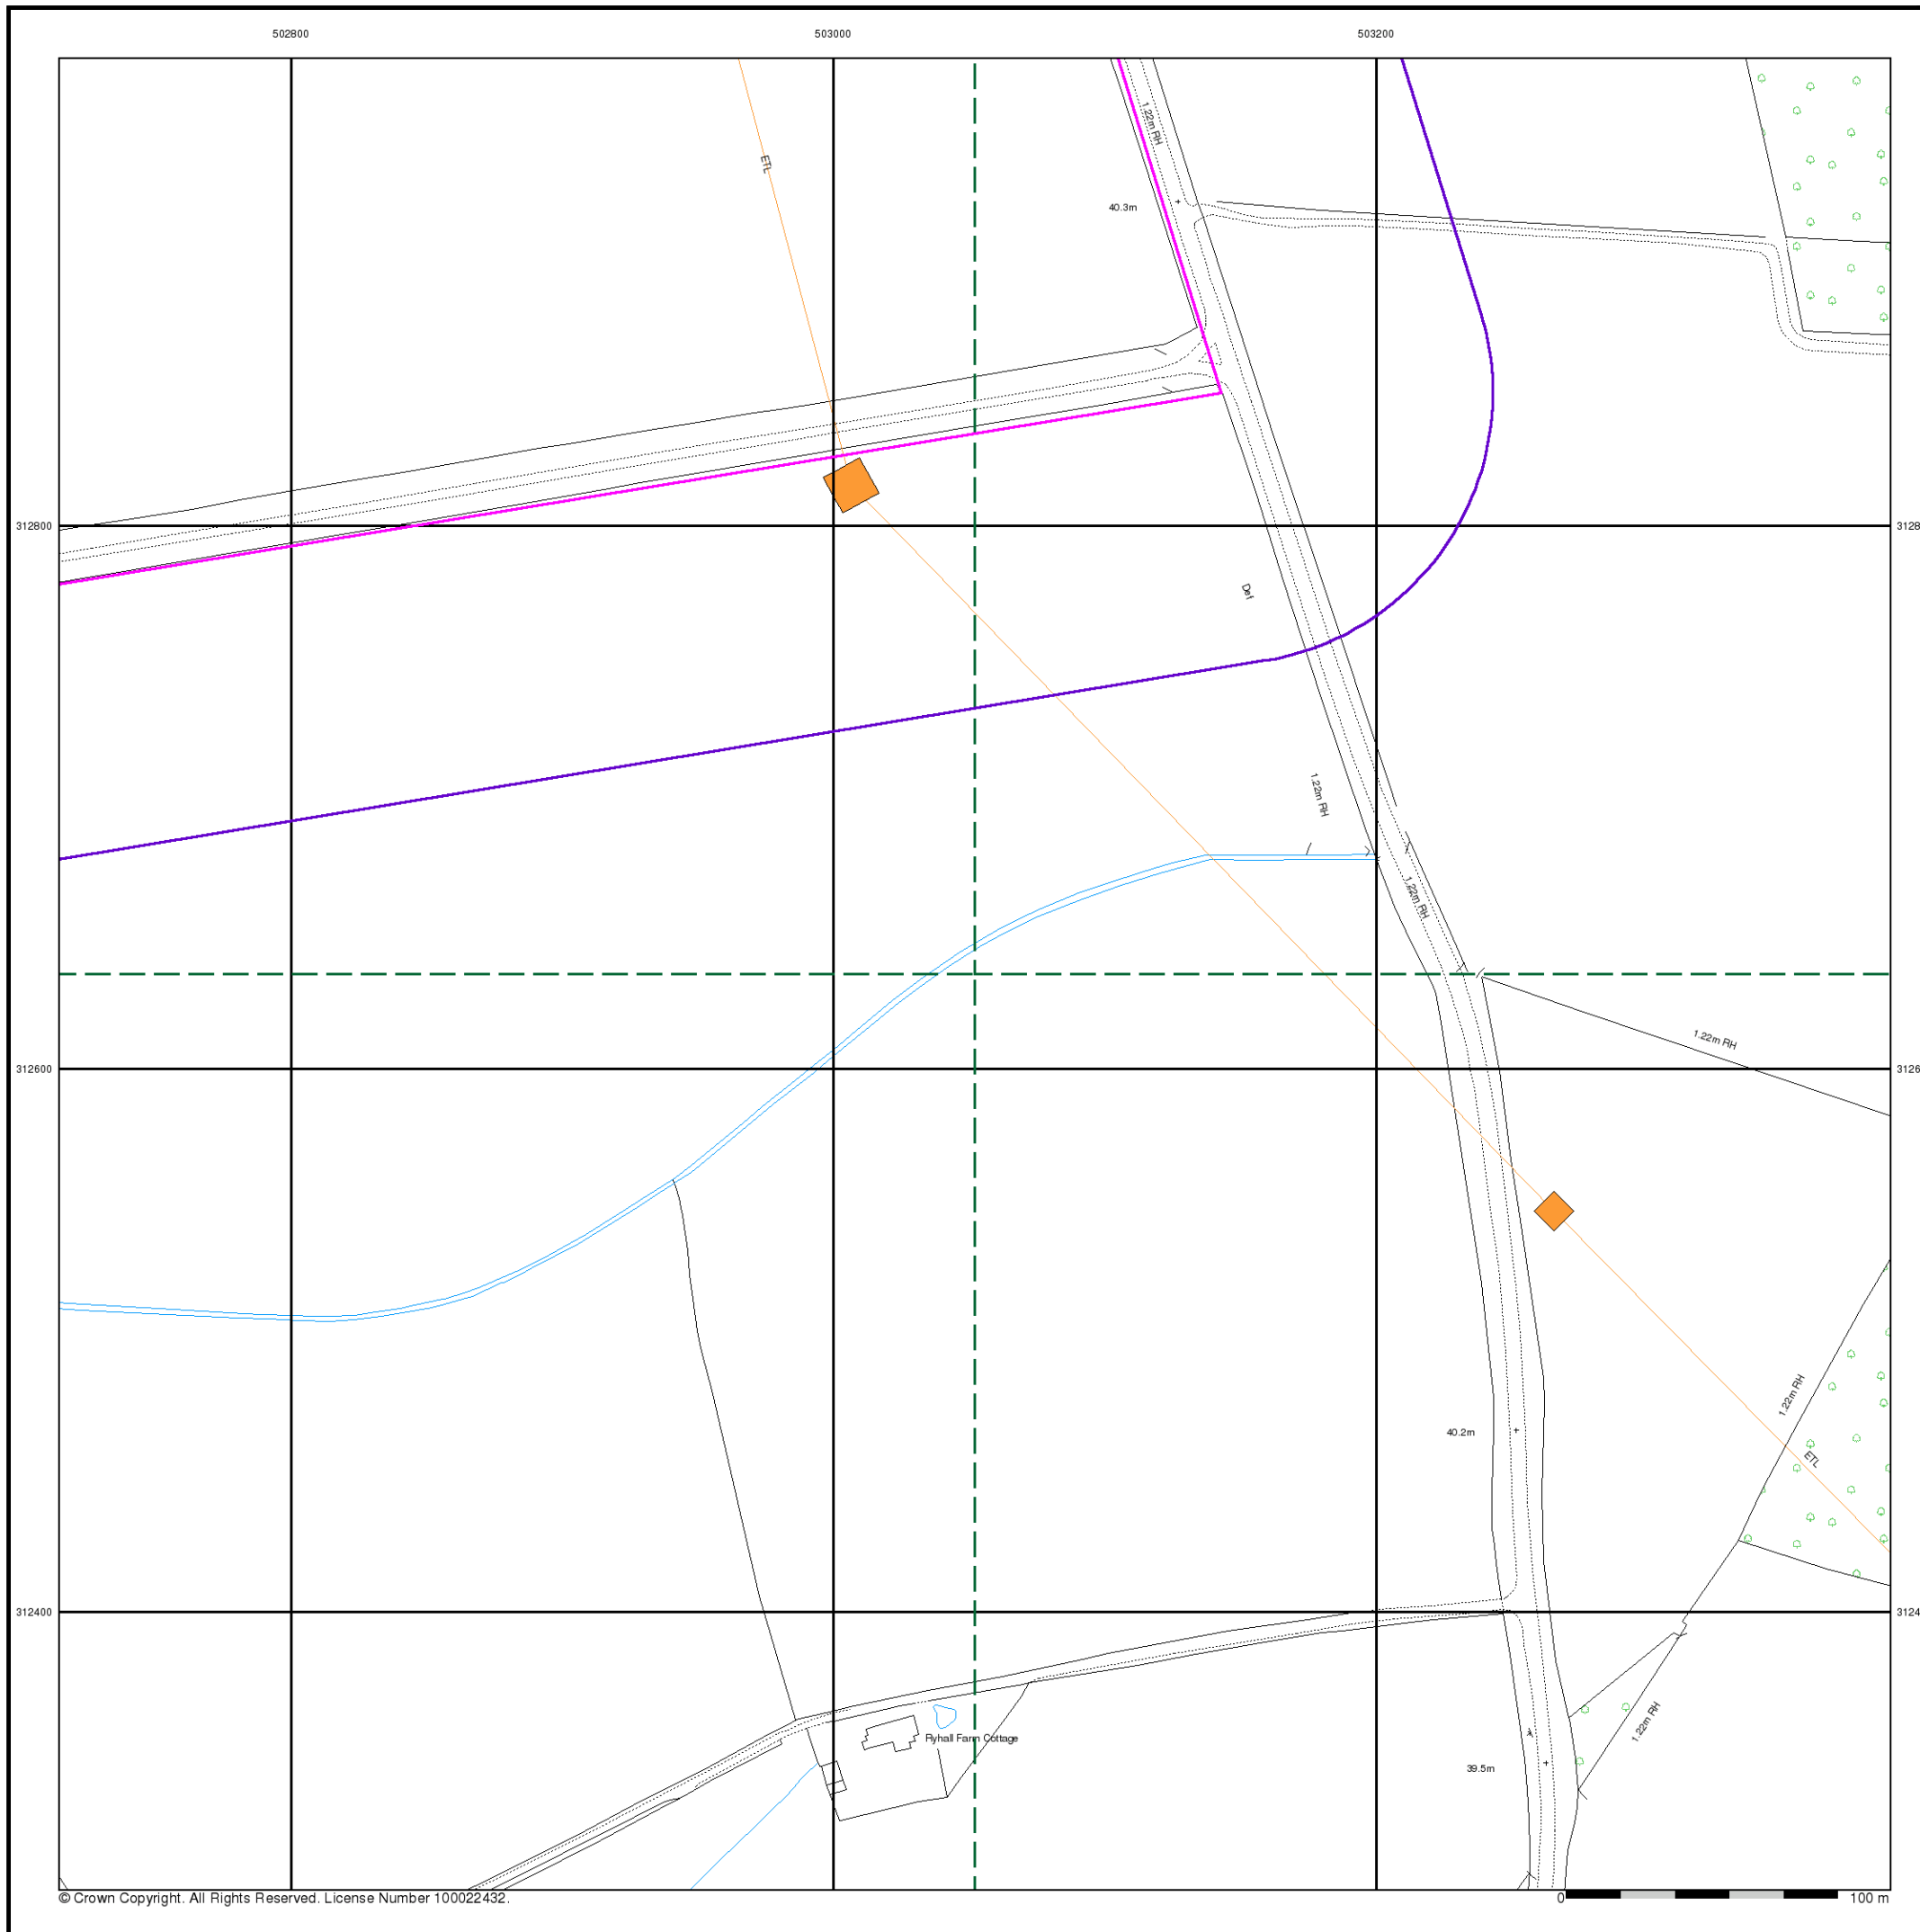 502800 503000 503200
1.22m RH
ETL
40.3m
312800 3128
Def
1.22m RH
1.22m RH
1.22m RH
312600 3126
1.22m RH
40.2m
ETL
312400 3124
1.22m RH
Ryhall Farm Cottage
39.5m
© Crown Copyright. All Rights Reserved. License Number 100022432.
0 100 m